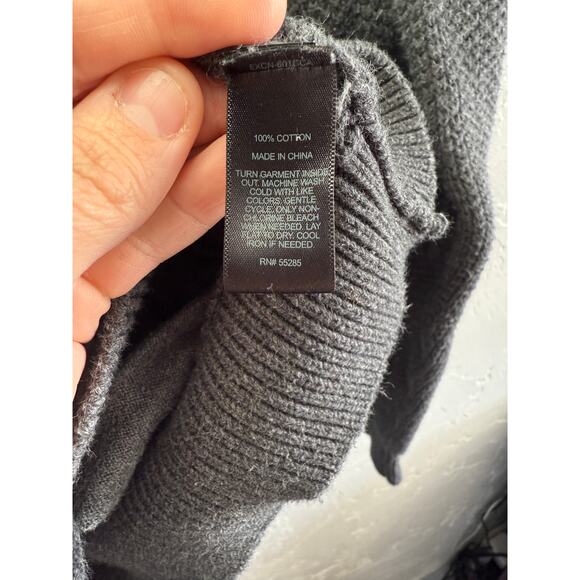 100% COTTON
MADE IN CHINA
TURN GARMENT INSIDE
OUT. MACHINE WASH
COLD WITH LIKE
COLORS. GENTLE
CYCLE. ONLY NON-
CHLORINE BLEACH
WHEN NEEDED. LAY
FLAT TO DRY. COOL
IRON IF NEEDED
RN# 55285